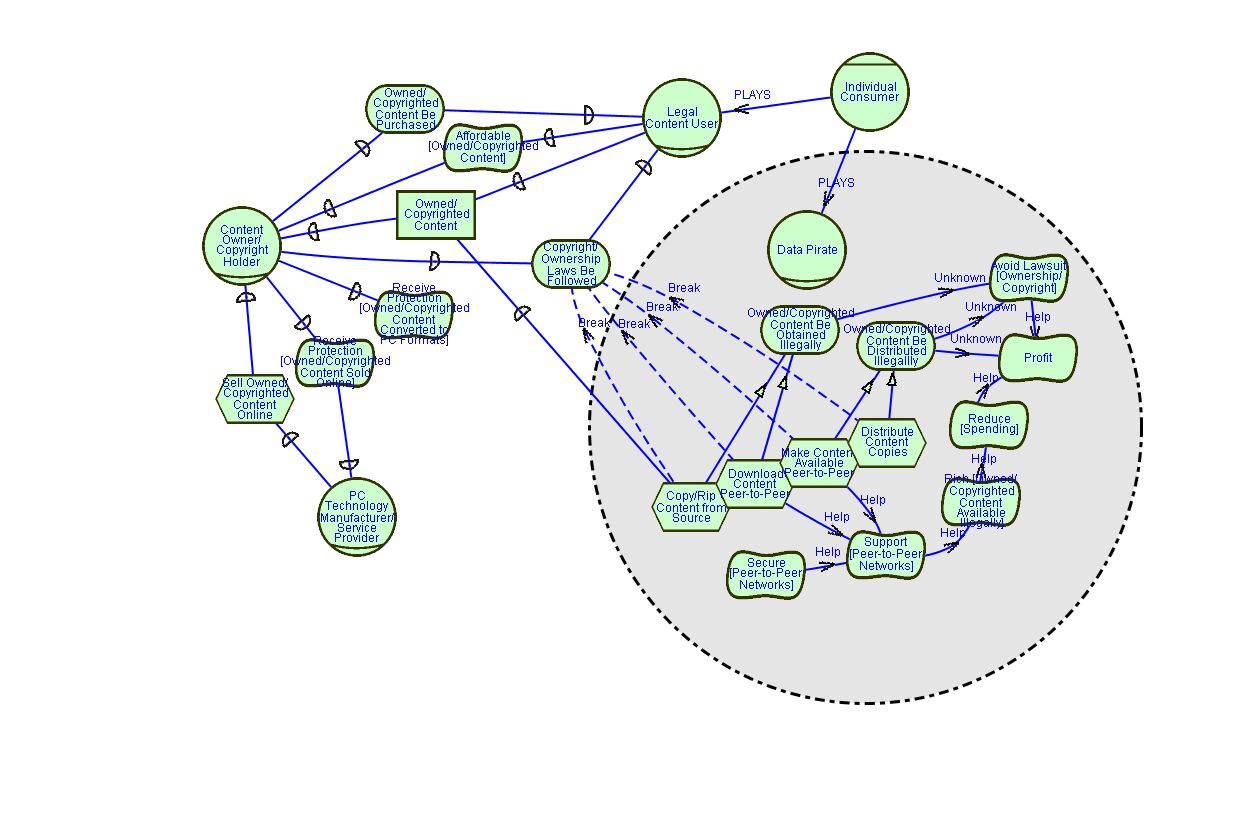 Individual
Consumer
PLAYS
Legal
Content User
Owned/
Copyrighted
Content Be
Purchased
Affordable
[Owned/Copyrighted
Content]
PLAYS
Owned/
Copyrighted
Content
Content
Owner/
Copyright
Holder
Copyright/
Ownership
Laws Be
Followed
Data Pirate
Avoid Lawsuit
[Ownership/
Copyright]
Unknown
Receive
Protection
[Owned/Copyrighted
Content
Converted to
PC Formats]
Break
Break
Break
Break
Owned/Copyrighted
Content Be
Obtained
Illegally
Unknown
Help
Owned/Copyrighted
Content Be
Distributed
Illegallly
Unknown
Profit
Receive
Protection
[Owned/Copyrighted
Content Sold
Online]
Sell Owned/
Copyrighted
Content
Online
Help
Reduce
[Spending]
Distribute
Content
Copies
Make Content
Available
Peer-to-Peer
Download
Content
Peer-to-Peer
Copy/Rip
Content from
Source
Help
Rich [Owned/
Copyrighted
Content
Available
Illegally]
PC
Technology
Manufacturer/
Service
Provider
Help
Help
Help
Support
[Peer-to-Peer
Networks]
Help
Secure
[Peer-to-Peer
Networks]